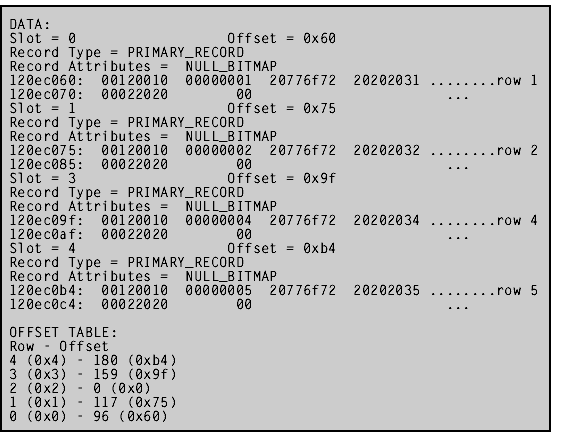 DATA:
Slot = 0 Offset = 0x60
Record Type = PRIMARY_RECORD
Record Attributes = NULL_BITMAP
120ec060: 00120010 00000001 20776f72 20202031 ........row 1
120ec070: 00022020 00 ...
Slot = 1 Offset = 0x75
Record Type = PRIMARY_RECORD
Record Attributes = NULL_BITMAP
120ec075: 00120010 00000002 20776f72 20202032 ........row 2
120ec085: 00022020 00 ...
Slot = 3 Offset = 0x9f
Record Type = PRIMARY_RECORD
Record Attributes = NULL_BITMAP
120ec09f: 00120010 00000004 20776f72 20202034 ........row 4
120ec0af: 00022020 00 ...
Slot = 4 Offset = 0xb4
Record Type = PRIMARY_RECORD
Record Attributes = NULL_BITMAP
120ec0b4: 00120010 00000005 20776f72 20202035 ........row 5
120ec0c4: 00022020 00 ...
OFFSET TABLE:
Row - Offset
4 (0x4) - 180 (0xb4)
3 (0x3) - 159 (0x9f)
2 (0x2) - 0 (0x0)
1 (0x1) - 117 (0x75)
0 (0x0) - 96 (0x60)